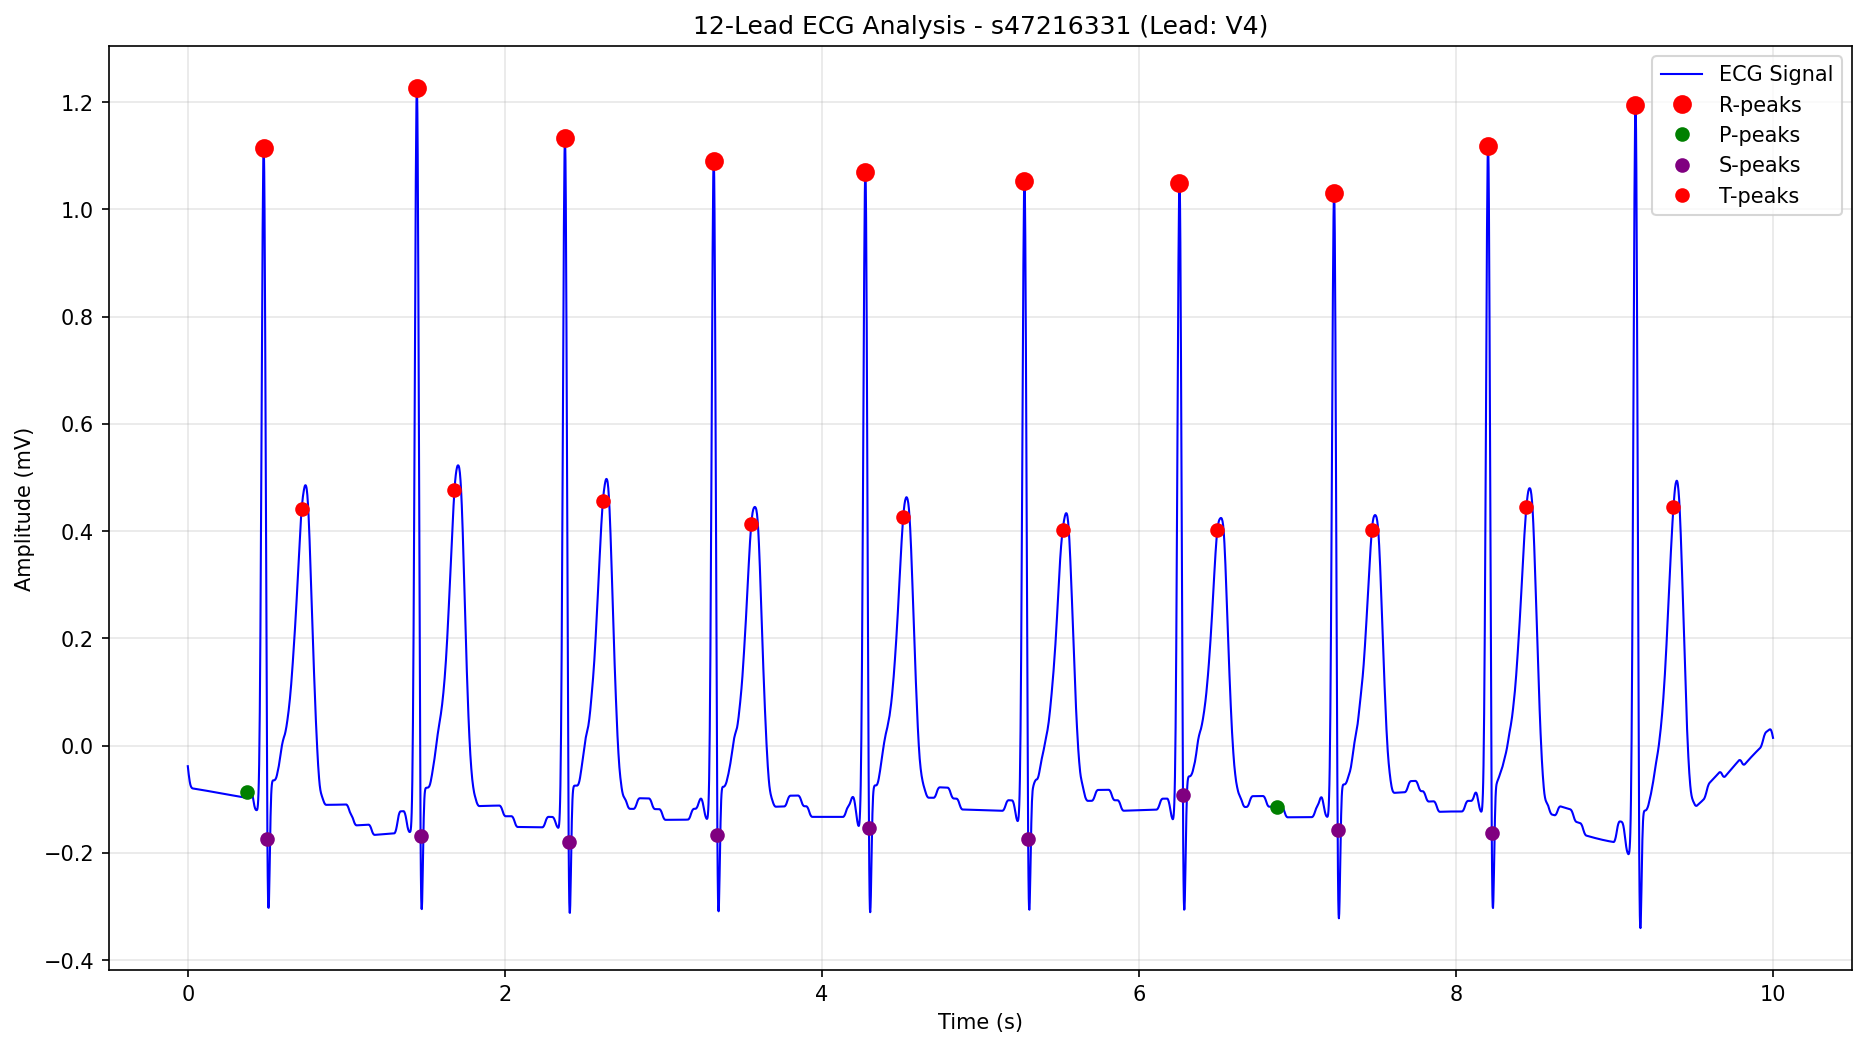 12-Lead ECG Analysis - s47216331 (Lead: V4)
ECG Signal
R-peaks
P-peaks
S-peaks
T-peaks
1.2
1.0
0.8
0.6
0.4
0.2
0.0
−0.2
−0.4
Amplitude (mV)
0 2 4 6 8 10
Time (s)